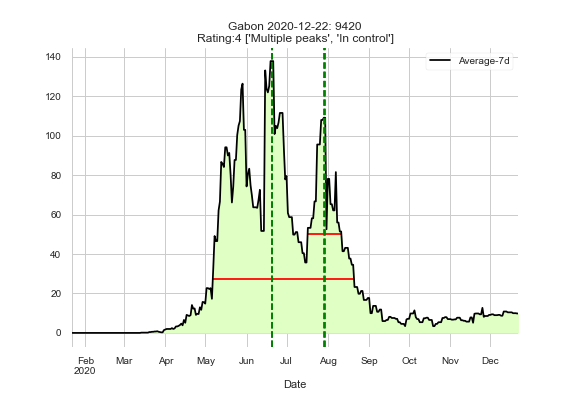 Gabon 2020-12-22: 9420
Rating:4 ['Multiple peaks', 'In control']
Average-7d
140
120
100
80
60
40
20
0
Feb Mar Apr May Jun Jul Aug Sep Oct Nov Dec
2020
Date